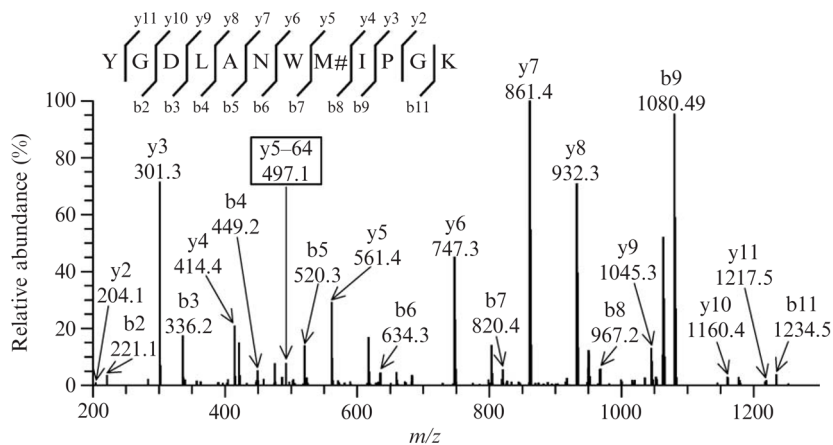 y11 y10 y9 y8 y7 y6 y5 y4 y3 y2
Y G D L A N W M# I P G K
b2 b3 b4 b5 b6 b7 b8 b9 b11
Relative abundance (%)
100
80
60
40
20
0
y3
301.3
y5–64
497.1
y7
861.4
b9
1080.49
y8
932.3
b4
449.2
y4
414.4
b5
520.3
y5
561.4
y6
747.3
y2
204.1
b2
221.1
b3
336.2
b6
634.3
b7
820.4
y9
1045.3
b8
967.2
y11
1217.5
y10
1160.4
b11
1234.5
200 400 600 800 1000 1200
m/z